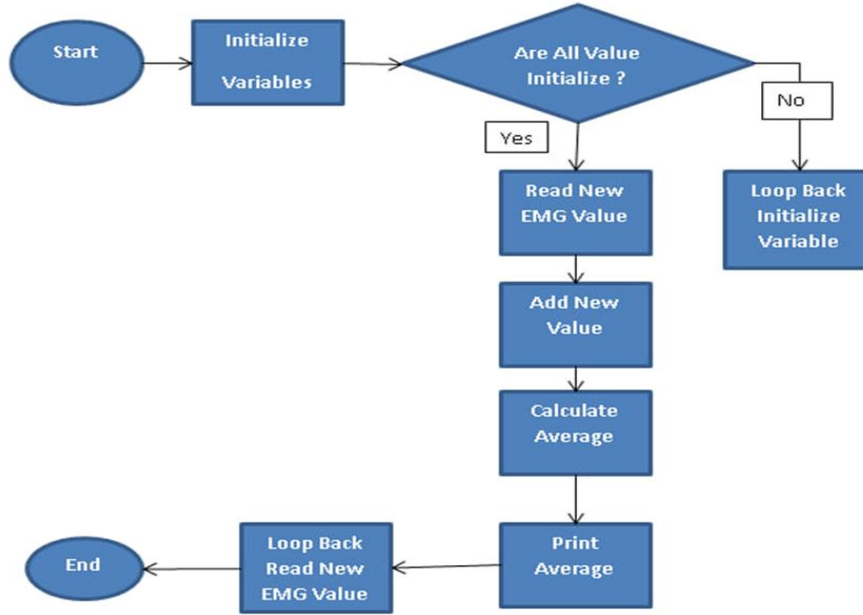 Start
Initialize
Variables
Are All Value
Initialize ?
No
Yes
Read New
EMG Value
Loop Back
Initialize
Variable
Add New
Value
Calculate
Average
Print
Average
Loop Back
Read New
EMG Value
End